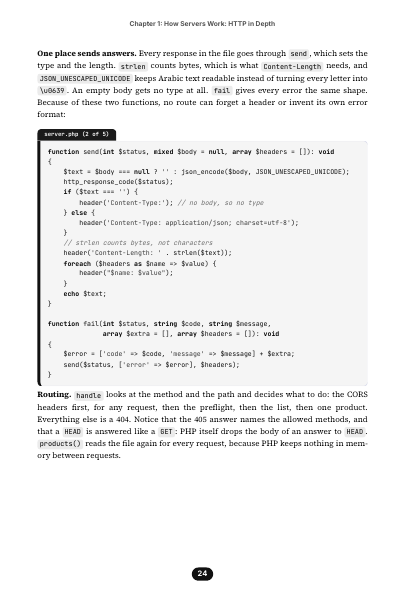 Chapter 1: How Servers Work: HTTP in Depth
One place sends answers. Every response in the file goes through send, which sets
the type and the length. strlen counts bytes, which is what Content-Length needs, and
JSON_UNESCAPED_UNICODE keeps Arabic text readable instead of turning every letter into
\u0639. An empty body gets no type at all. fail gives every error the same shape.
Because of these two functions, no route can forget a header or invent its own error
format:
server.php (2 of 5)
function send(int $status, mixed $body = null, array $headers = []): void
{
    $text = $body === null ? '' : json_encode($body, JSON_UNESCAPED_UNICODE);
    http_response_code($status);
    if ($text === '') {
        header('Content-Type:'); // no body, so no type
    } else {
        header('Content-Type: application/json; charset=utf-8');
    }
    // strlen counts bytes, not characters
    header('Content-Length: ' . strlen($text));
    foreach ($headers as $name => $value) {
        header("$name: $value");
    }
    echo $text;
}
function fail(int $status, string $code, string $message,
              array $extra = [], array $headers = []): void
{
    $error = ['code' => $code, 'message' => $message] + $extra;
    send($status, ['error' => $error], $headers);
}
Routing. handle looks at the method and the path and decides what to do: the CORS
headers first, for any request, then the preflight, then the list, then one product.
Everything else is a 404. Notice that the 405 answer names the allowed methods, and
that a HEAD is answered like a GET: PHP itself drops the body of an answer to HEAD.
products() reads the file again for every request, because PHP keeps nothing in mem-
ory between requests.
24